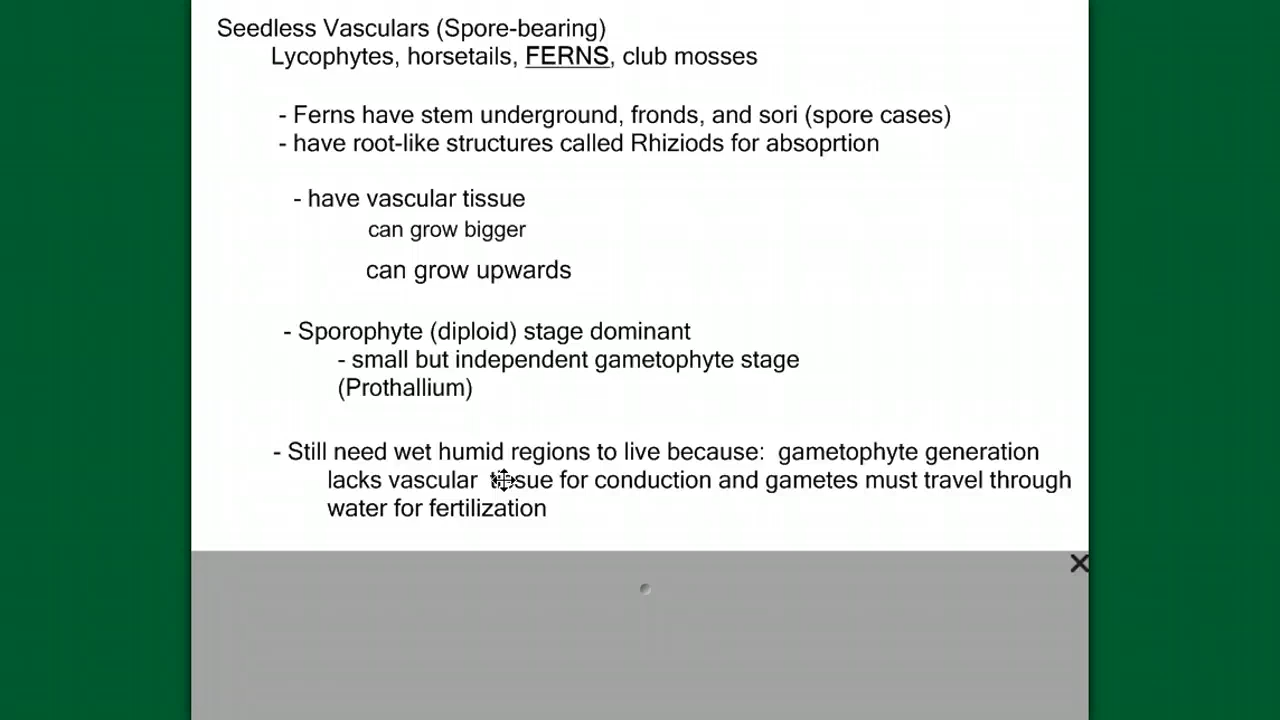 Seedless Vasculars (Spore-bearing)
Lycophytes, horsetails, FERNS, club mosses
- Ferns have stem underground, fronds, and sori (spore cases)
- have root-like structures called Rhiziods for absoprtion
- have vascular tissue
can grow bigger
can grow upwards
- Sporophyte (diploid) stage dominant
- small but independent gametophyte stage
(Prothallium)
- Still need wet humid regions to live because: gametophyte generation
lacks vascular tissue for conduction and gametes must travel through
water for fertilization